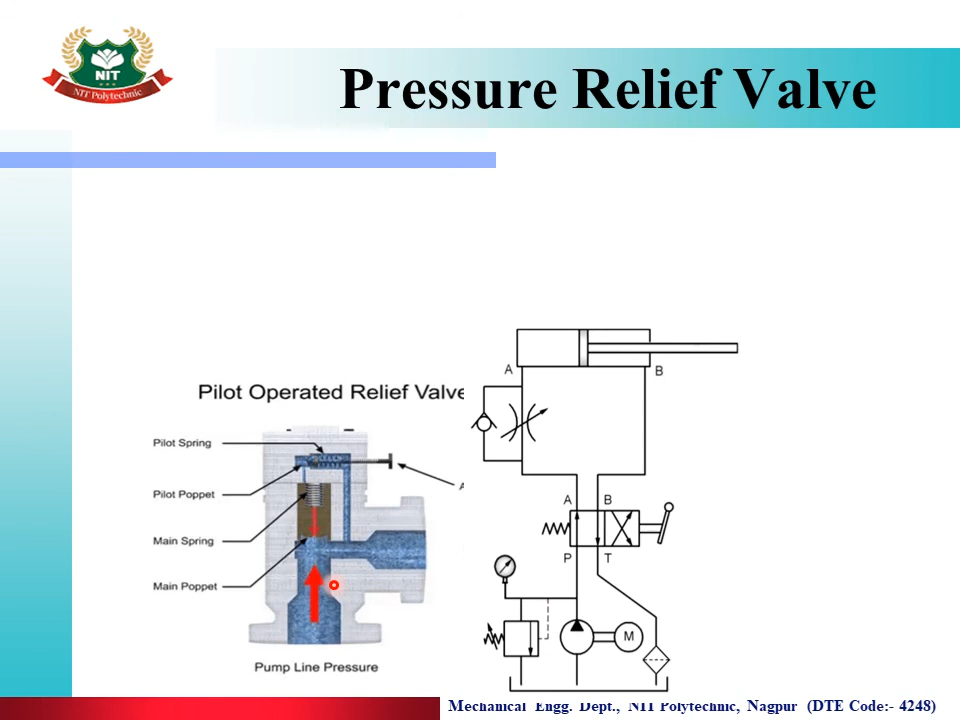 NIT
NIT Polytechnic
Pressure Relief Valve
Pilot Operated Relief Valve
Pilot Spring
Pilot Poppet
Main Spring
Main Poppet
Pump Line Pressure
A
B
A
B
P
T
M
Mechanical Engg. Dept., NIT Polytechnic, Nagpur (DTE Code:- 4248)